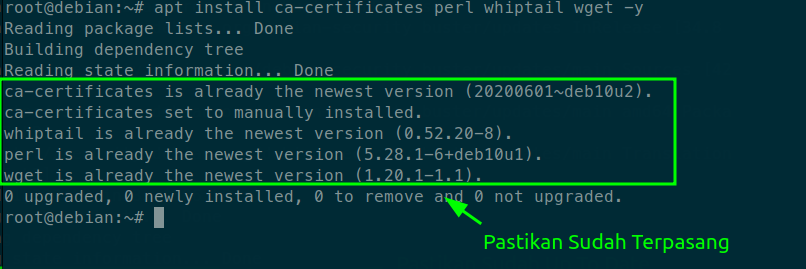 root@debian:~# apt install ca-certificates perl whiptail wget -y
Reading package lists... Done
Building dependency tree
Reading state information... Done
ca-certificates is already the newest version (20200601~deb10u2).
ca-certificates set to manually installed.
whiptail is already the newest version (0.52.20-8).
perl is already the newest version (5.28.1-6+deb10u1).
wget is already the newest version (1.20.1-1.1).
0 upgraded, 0 newly installed, 0 to remove and 0 not upgraded.
root@debian:~#
Pastikan Sudah Terpasang